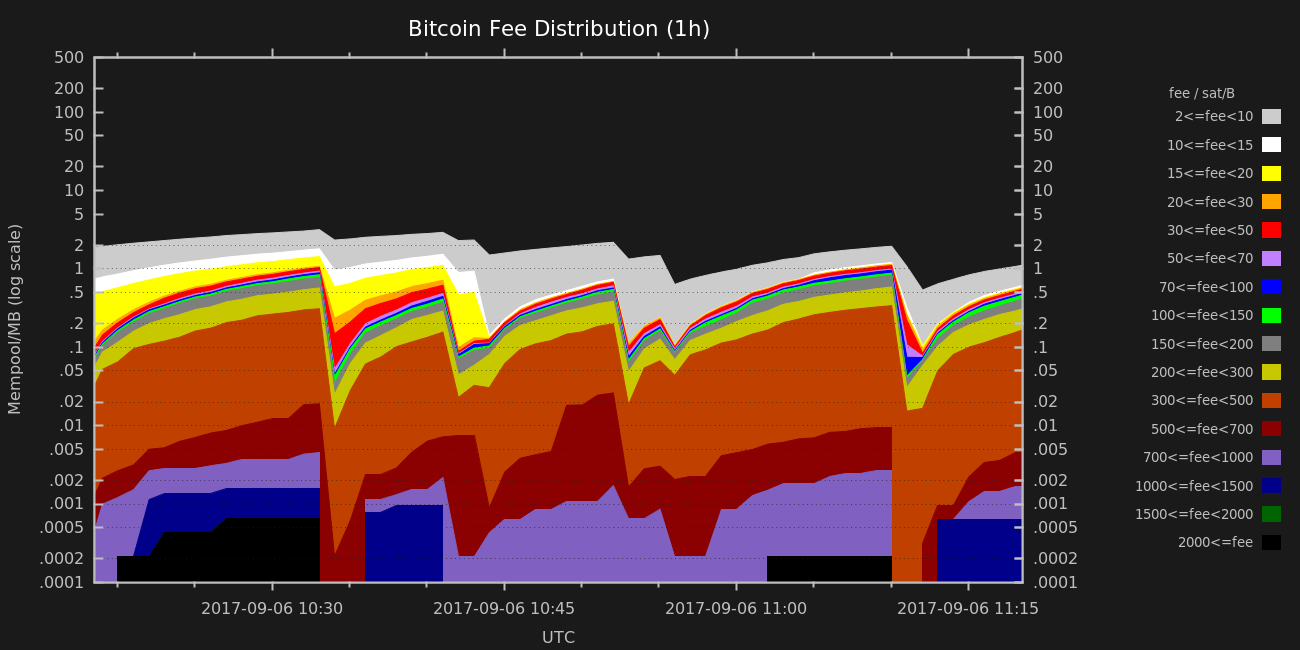 Bitcoin Fee Distribution (1h)
Mempool/MB (log scale)
500
200
100
50
20
10
5
2
1
.5
.2
.1
.05
.02
.01
.005
.002
.001
.0005
.0002
.0001
500
200
100
50
20
10
5
2
1
.5
.2
.1
.05
.02
.01
.005
.002
.001
.0005
.0002
.0001
fee / sat/B
2<=fee<10
10<=fee<15
15<=fee<20
20<=fee<30
30<=fee<50
50<=fee<70
70<=fee<100
100<=fee<150
150<=fee<200
200<=fee<300
300<=fee<500
500<=fee<700
700<=fee<1000
1000<=fee<1500
1500<=fee<2000
2000<=fee
2017-09-06 10:30
2017-09-06 10:45
2017-09-06 11:00
2017-09-06 11:15
UTC